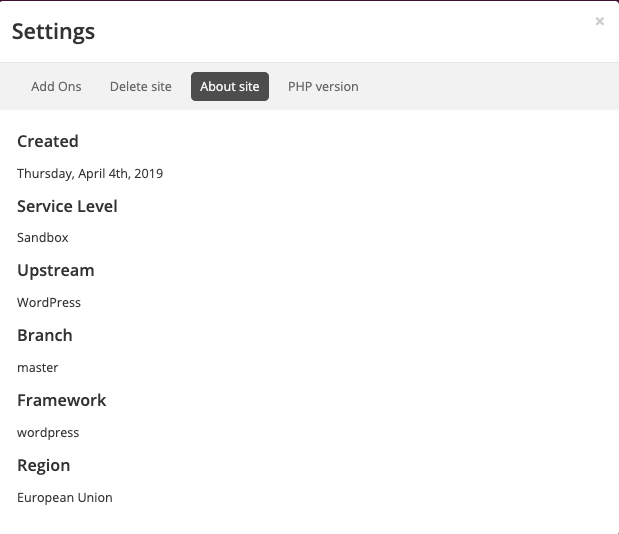 Settings
×
Add Ons Delete site About site PHP version
Created
Thursday, April 4th, 2019
Service Level
Sandbox
Upstream
WordPress
Branch
master
Framework
wordpress
Region
European Union